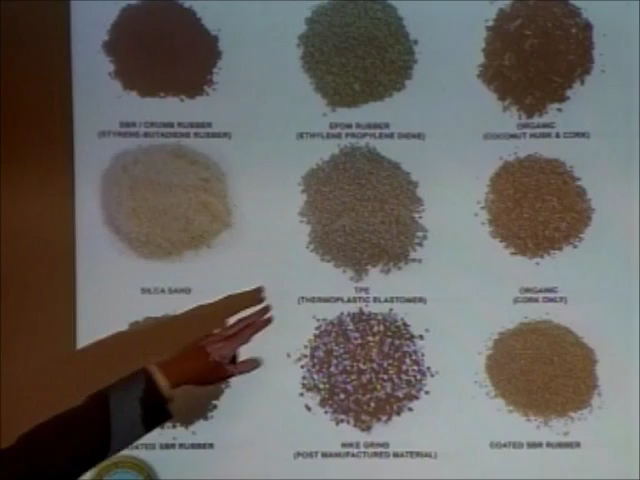 SBR / CRUMB RUBBER
(STYRENE-BUTADIENE RUBBER)
EPDM RUBBER
(ETHYLENE PROPYLENE DIENE)
ORGANIC
(COCONUT HUSK & CORK)
SILCA SAND
TPE
(THERMOPLASTIC ELASTOMER)
ORGANIC
(CORK ONLY)
COATED SBR RUBBER
NIKE GRIND
(POST MANUFACTURED MATERIAL)
COATED SBR RUBBER